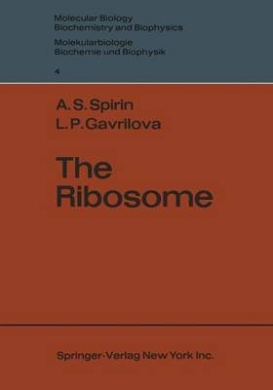 Molecular Biology
Biochemistry and Biophysics
Molekularbiologie
Biochemie und Biophysik
4
A.S. Spirin
L.P. Gavrilova
The
Ribosome
Springer-Verlag New York Inc.